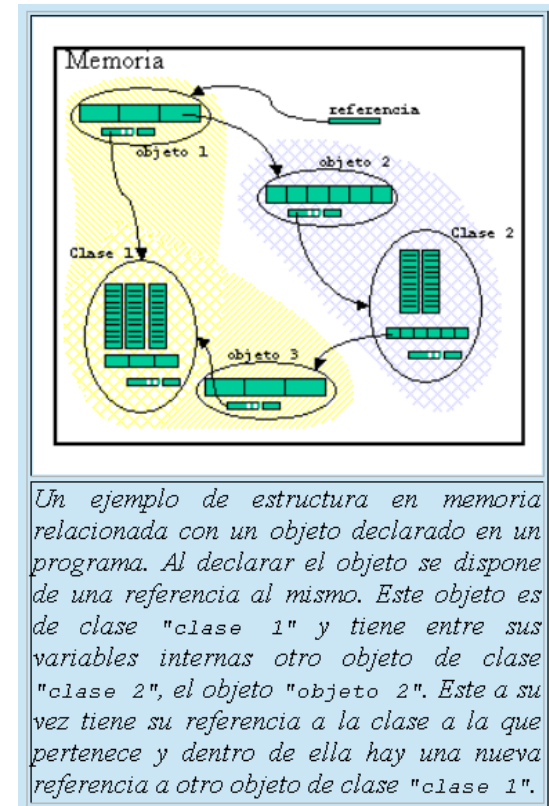 Memoria
referencia
objeto 1
objeto 2
Clase 2
Clase 1
objeto 3
Un ejemplo de estructura en memoria
relacionada con un objeto declarado en un
programa. Al declarar el objeto se dispone
de una referencia al mismo. Este objeto es
de clase "clase 1" y tiene entre sus
variables internas otro objeto de clase
"clase 2", el objeto "objeto 2". Este a su
vez tiene su referencia a la clase a la que
pertenece y dentro de ella hay una nueva
referencia a otro objeto de clase "clase 1".